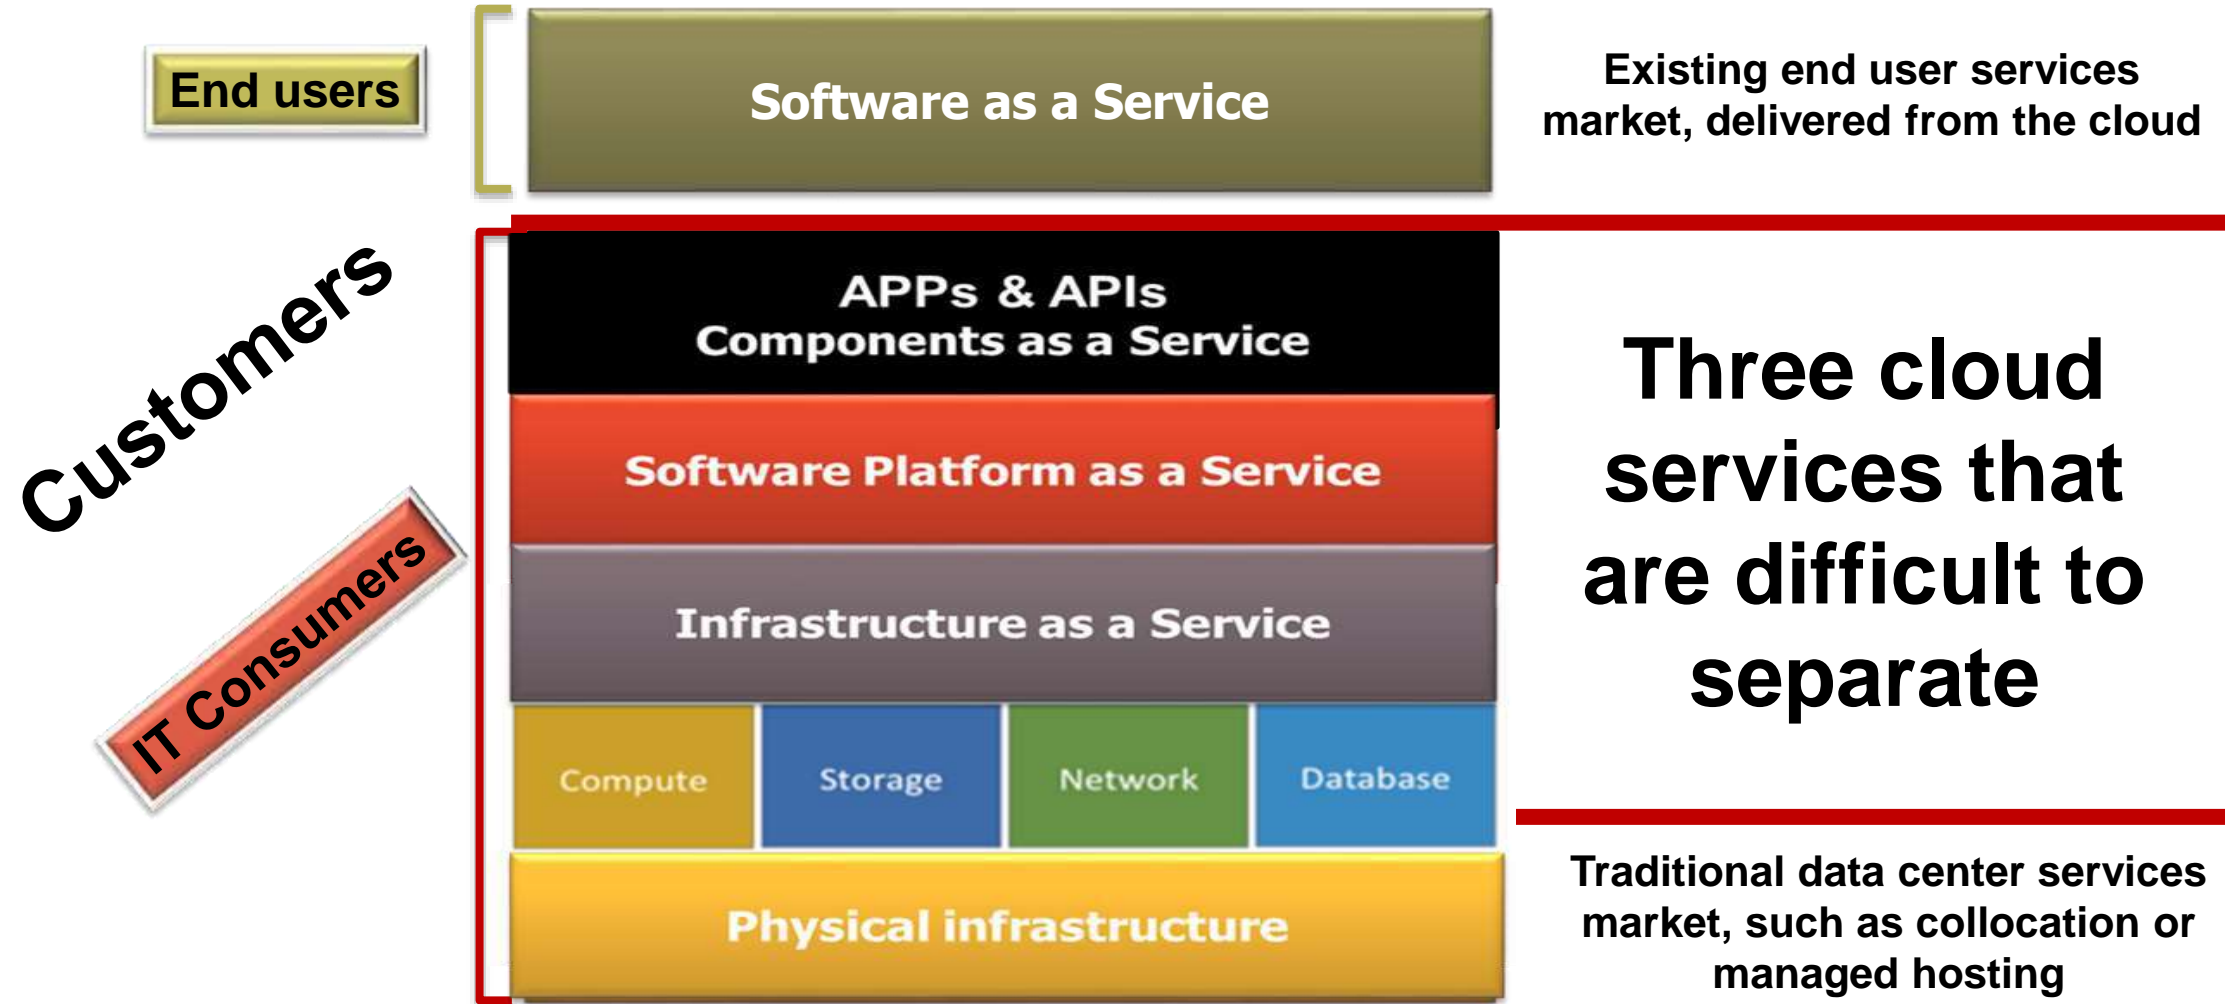 End users
Software as a Service
Existing end user services
market, delivered from the cloud
Customers
IT Consumers
APPs & APIs
Components as a Service
Software Platform as a Service
Infrastructure as a Service
Compute
Storage
Network
Database
Physical infrastructure
Three cloud
services that
are difficult to
separate
Traditional data center services
market, such as collocation or
managed hosting